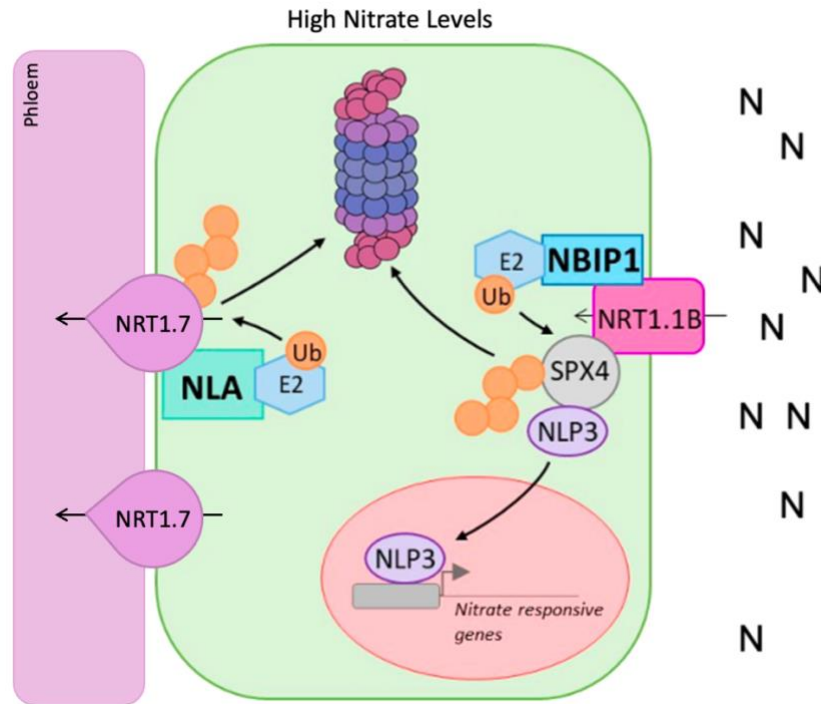 High Nitrate Levels
Phloem
N
N
E2
NBIP1
N
Ub
N
NRT1.7
NRT1.1B
N
Ub
SPX4
NLA
E2
N N
NLP3
NRT1.7
N
NLP3
Nitrate responsive
genes
N